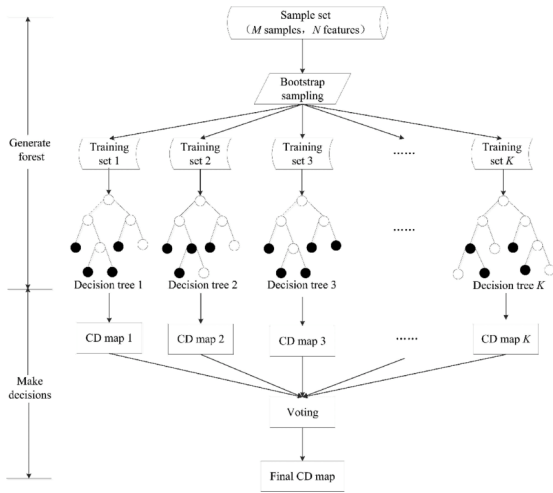 Sample set
(M samples, N features)
Bootstrap
sampling
Generate
forest
Training
set 1
Training
set 2
Training
set 3
......
Training
set K
......
Decision tree 1
Decision tree 2
Decision tree 3
Decision tree K
CD map 1
CD map 2
CD map 3
......
CD map K
Make
decisions
Voting
Final CD map